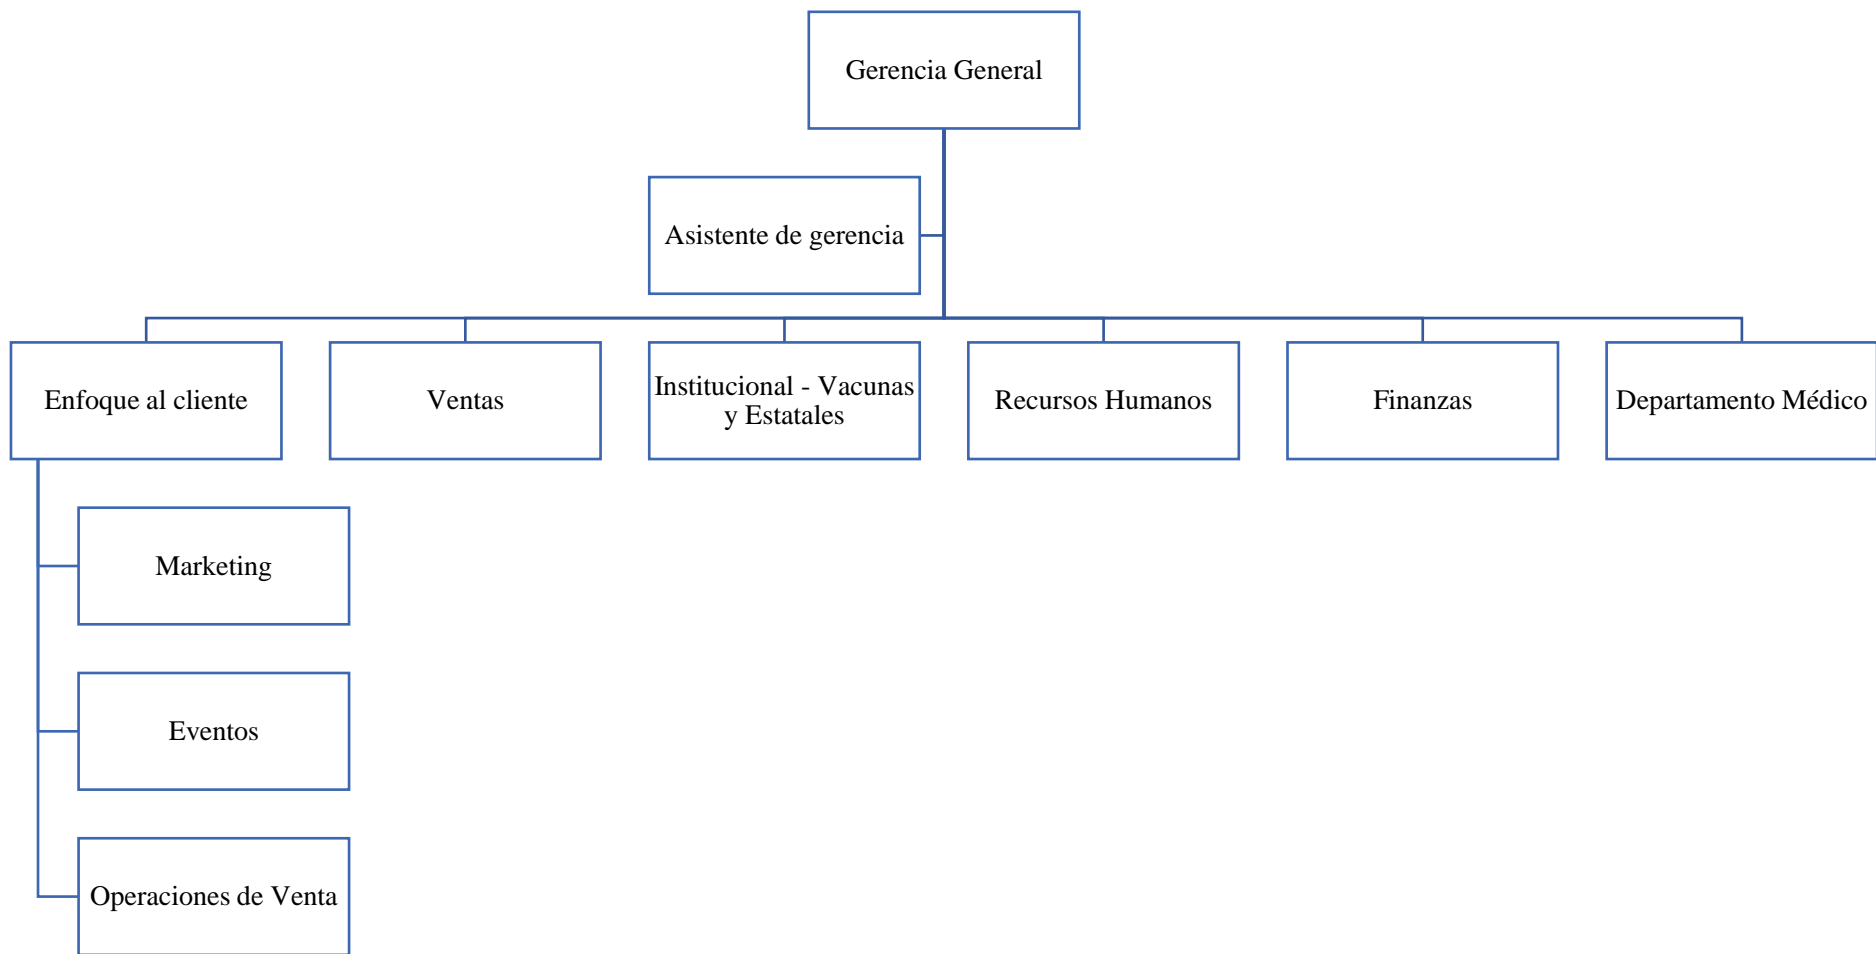 Gerencia General
Asistente de gerencia
Enfoque al cliente
Ventas
Institucional - Vacunas
y Estatales
Recursos Humanos
Finanzas
Departamento Médico
Marketing
Eventos
Operaciones de Venta